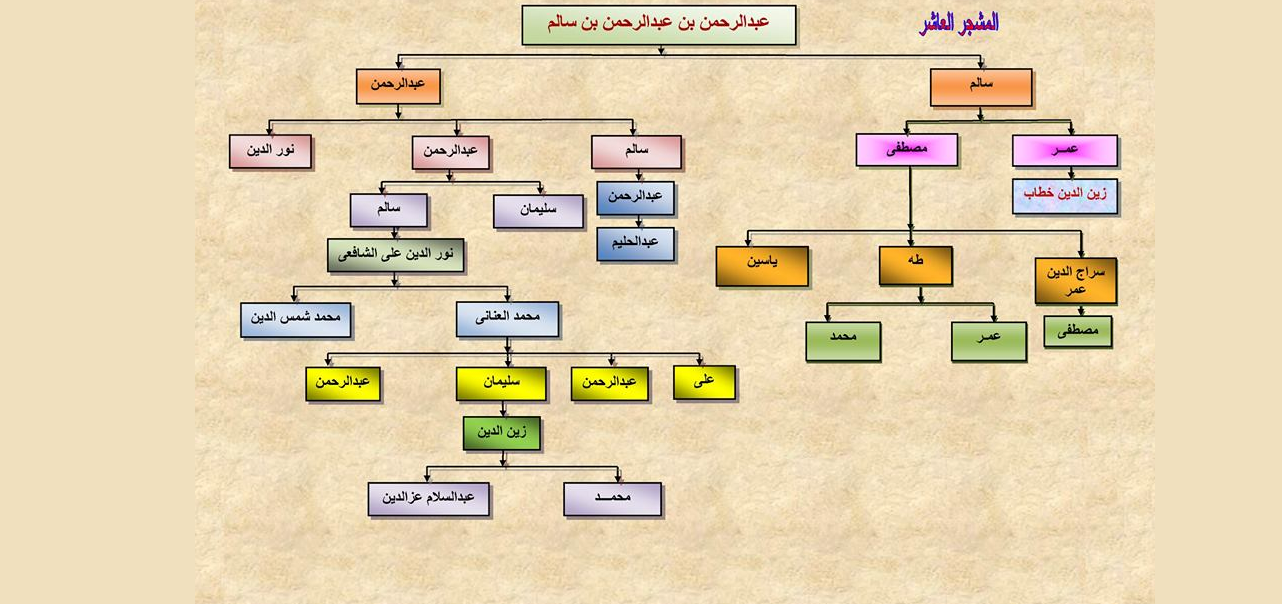 المشجر العاشر
عبدالرحمن بن عبدالرحمن بن سالم
سالم
عبدالرحمن
عمــر
مصطفى
سالم
عبدالرحمن
نور الدين
زين الدين خطاب
عبدالرحمن
سليمان
سالم
عبدالحليم
نور الدين على الشافعى
سراج الدين
عمر
طه
ياسين
مصطفى
عمـر
محمد
محمد العنانى
محمد شمس الدين
على
عبدالرحمن
سليمان
عبدالرحمن
زين الدين
محمـــد
عبدالسلام عزالدين